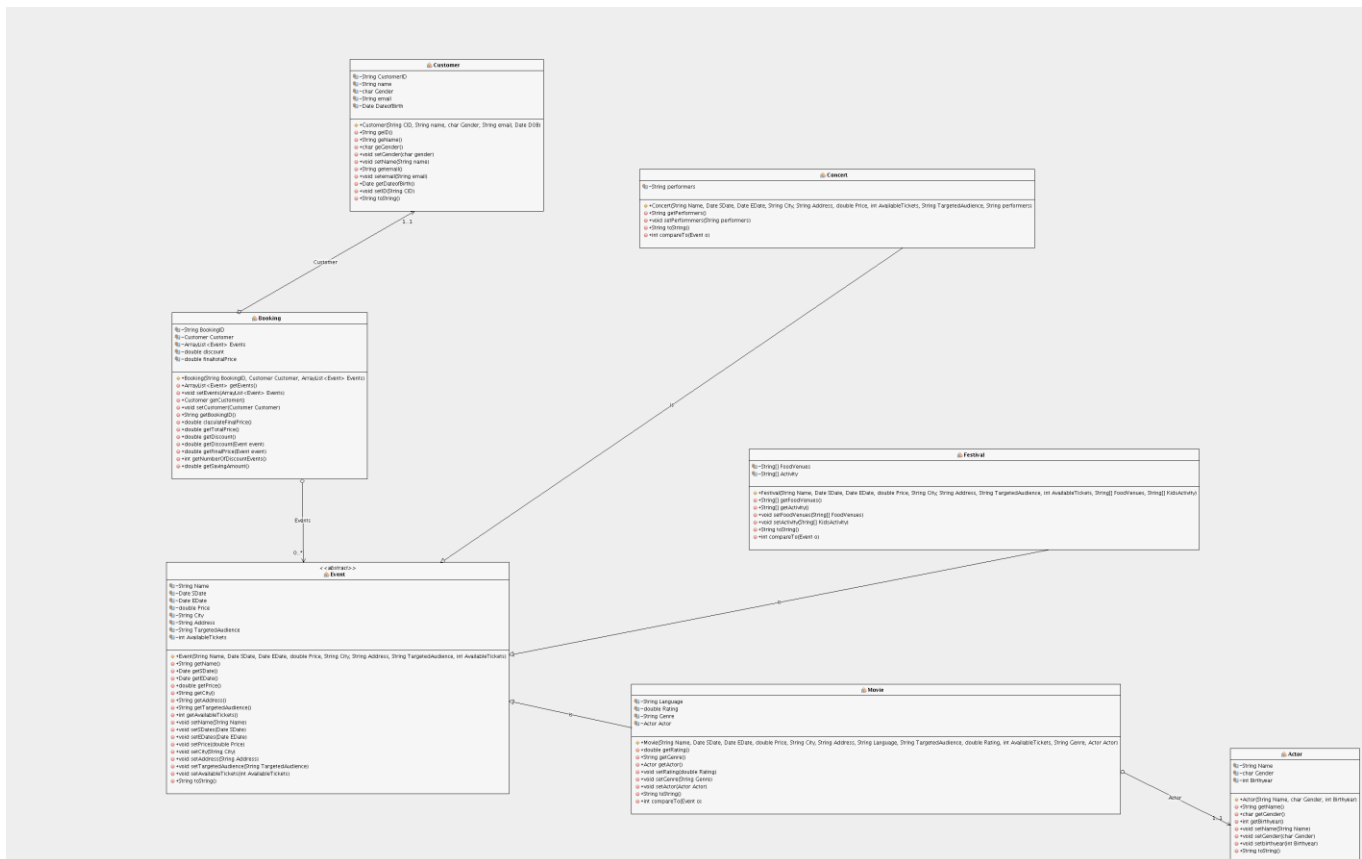 Customer
-String CustomerID
-String name
-char Gender
-String email
-Date DateofBirth
+Customer(String CID, String name, char Gender, String email, Date DOB)
+String getID()
+String getName()
+char getGender()
+void setGender(char gender)
+void setName(String name)
+String getemail()
+void setemail(String email)
+Date getDateofBirth()
+void setID(String CID)
+String toString()
1..1
Customer
Concert
-String performers
+Concert(String Name, Date SDate, Date EDate, String City, String Address, double Price, int AvailableTickets, String TargetedAudience, String performers)
+String getPerformers()
+void setPerformers(String performers)
+String toString()
+int compareTo(Event o)
Booking
-String BookingID
-Customer Customer
-ArrayList<Event> Events
-double discount
-double finaltotalPrice
+Booking(String BookingID, Customer Customer, ArrayList<Event> Events)
+ArrayList<Event> getEvents()
+void setEvents(ArrayList<Event> Events)
+Customer getCustomer()
+void setCustomer(Customer Customer)
+String getBookingID()
+double claculateFinalPrice()
+double getTotalPrice()
+double getDiscount()
+double getDiscount(Event event)
+double getfinalPrice(Event event)
+int getNumberOfDiscountEvents()
+double getSavingAmount()
Events
0..*
Festival
-String[] FoodVenues
-String[] Activity
+Festival(String Name, Date SDate, Date EDate, double Price, String City, String Address, String TargetedAudience, int AvailableTickets, String[] FoodVenues, String[] KidsActivity)
+String[] getFoodVenues()
+String[] getActivity()
+void setFoodVenues(String[] FoodVenues)
+void setActivity(String[] KidsActivity)
+String toString()
+int compareTo(Event o)
<<abstract>>
Event
-String Name
-Date SDate
-Date EDate
-double Price
-String City
-String Address
-String TargetedAudience
-int AvailableTickets
+Event(String Name, Date SDate, Date EDate, double Price, String City, String Address, String TargetedAudience, int AvailableTickets)
+String getName()
+Date getSDate()
+Date getEDate()
+double getPrice()
+String getCity()
+String getAddress()
+String getTargetedAudience()
+int getAvailableTickets()
+void setName(String Name)
+void setSDates(Date SDate)
+void setEDates(Date EDate)
+void setPrice(double Price)
+void setCity(String City)
+void setAddress(String Address)
+void setTargetedAudience(String TargetedAudience)
+void setAvailableTickets(int AvailableTickets)
+String toString()
Movie
-String Language
-double Rating
-String Genre
-Actor Actor
+Movie(String Name, Date SDate, Date EDate, double Price, String City, String Address, String Language, String TargetedAudience, double Rating, int AvailableTickets, String Genre, Actor Actor)
+double getRating()
+String getGenre()
+Actor getActor()
+void setRating(double Rating)
+void setGenre(String Genre)
+void setActor(Actor Actor)
+String toString()
+int compareTo(Event o)
Actor
1..1
Actor
-String Name
-char Gender
-int Birthyear
+Actor(String Name, char Gender, int Birthyear)
+String getName()
+char getGender()
+int getBirthyear()
+void setName(String Name)
+void setGender(char Gender)
+void setbirthyear(int Birthyear)
+String toString()